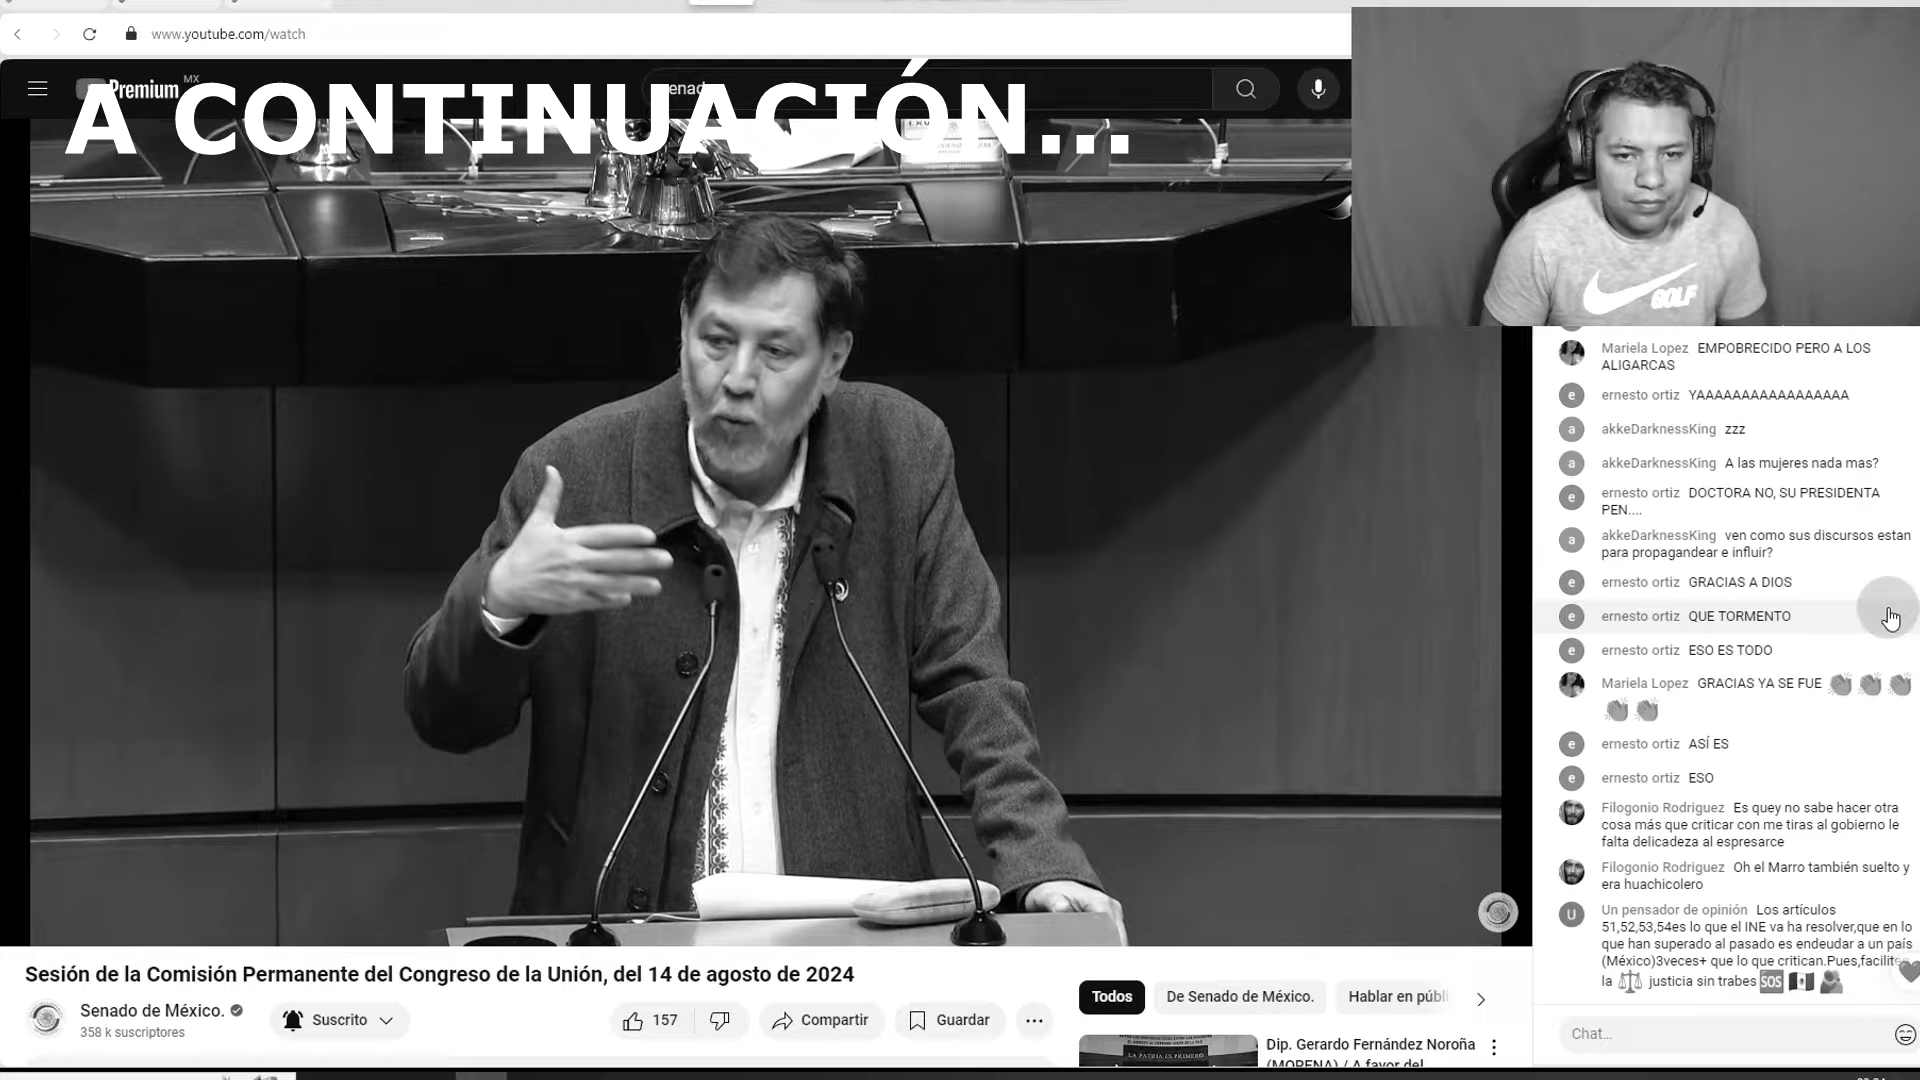 www.youtube.com/watch
Premium MX
A CONTINUACIÓN...
GOLF
Mariela Lopez EMPOBRECIDO PERO A LOS
ALIGARCAS
ernesto ortiz YAAAAAAAAAAAAAAAAA
akkeDarknessKing zzz
akkeDarknessKing A las mujeres nada mas?
ernesto ortiz DOCTORA NO, SU PRESIDENTA
PEN....
akkeDarknessKing ven como sus discursos estan
para propagandear e influir?
ernesto ortiz GRACIAS A DIOS
ernesto ortiz QUE TORMENTO
ernesto ortiz ESO ES TODO
Mariela Lopez GRACIAS YA SE FUE
ernesto ortiz ASÍ ES
ernesto ortiz ESO
Filogonio Rodriguez Es quey no sabe hacer otra
cosa más que criticar con me tiras al gobierno le
falta delicadeza al espresarce
Filogonio Rodriguez Oh el Marro también suelto y
era huachicolero
Un pensador de opinión Los artículos
51,52,53,54es lo que el INE va ha resolver,que en lo
que han superado al pasado es endeudar a un país
(México)3veces+ que lo que critican.Pues,facilite
la justicia sin trabes SOS
Chat...
Sesión de la Comisión Permanente del Congreso de la Unión, del 14 de agosto de 2024
Senado de México.
358 k suscriptores
Suscrito
157
Compartir
Guardar
Todos
De Senado de México.
Hablar en públi
Dip. Gerardo Fernández Noroña
(MORENA) / A favor del
LA PATRIA ES PRIMERO